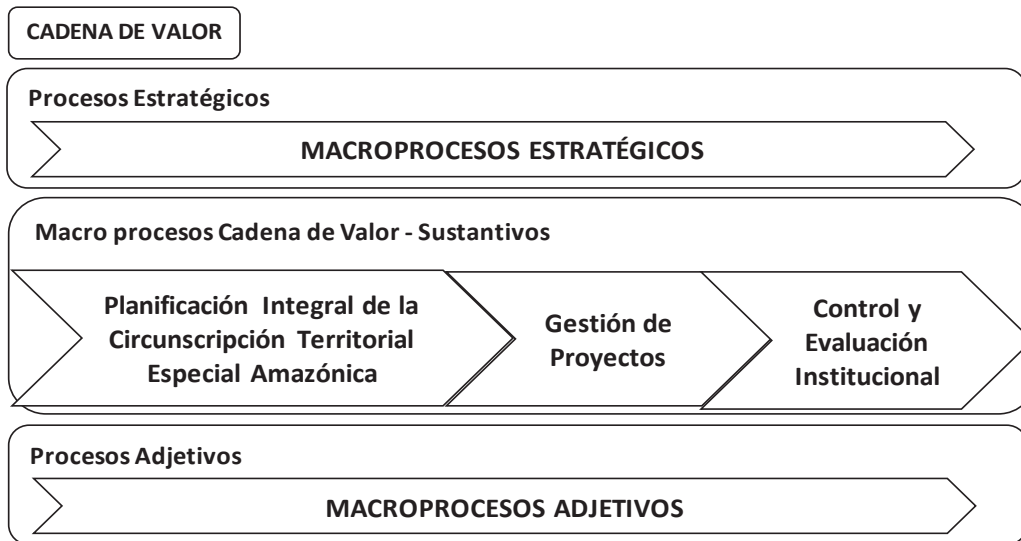 CADENA DE VALOR
Procesos Estratégicos
MACROPROCESOS ESTRATÉGICOS
Macro procesos Cadena de Valor - Sustantivos
Planificación Integral de la
Circunscripción Territorial
Especial Amazónica
Gestión de
Proyectos
Control y
Evaluación
Institucional
Procesos Adjetivos
MACROPROCESOS ADJETIVOS